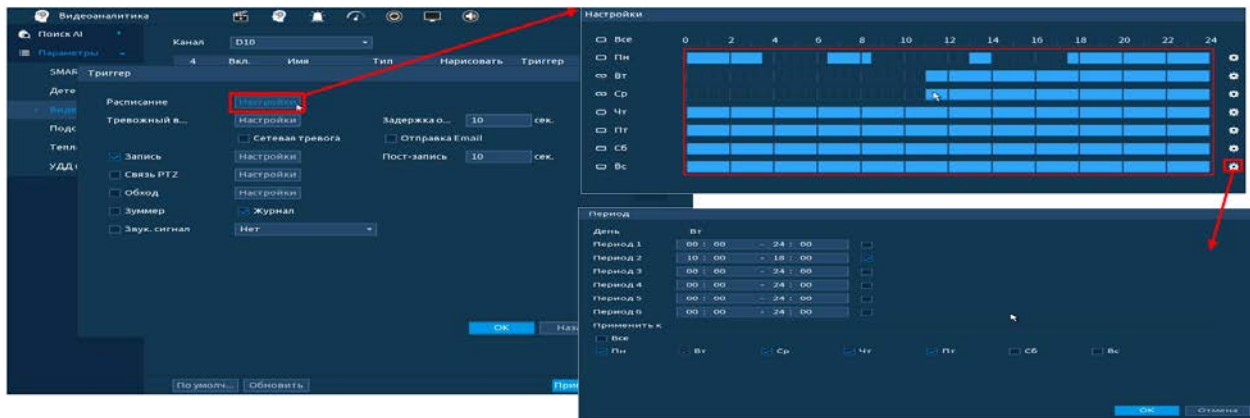 Видеоаналитика
Поиск AI
Параметры
Канал D10
4 Вкл. Имя Тип Нарисовать Триггер
SMAR
Триггер
Дете
Подс
Тепл
УДД
Расписание Настройки
Тревожный в... Настройки Задержка о... 10 сек.
Сетевая тревога Отправка Email
Запись Настройки Пост-запись 10 сек.
Связь PTZ Настройки
Обход Настройки
Зуммер Журнал
Звук. сигнал Нет
ОК Наза
По умолч... Обновить При
Настройки
Все 0 2 4 6 8 10 12 14 16 18 20 22 24
Пн
Вт
Ср
Чт
Пт
Сб
Вс
Период
День Вт
Период 1 00 : 00 - 24 : 00
Период 2 10 : 00 - 18 : 00
Период 3 00 : 00 - 24 : 00
Период 4 00 : 00 - 24 : 00
Период 5 00 : 00 - 24 : 00
Период 6 00 : 00 - 24 : 00
Применить к
Все
Пн Вт Ср Чт Пт Сб Вс
ОК Отмена